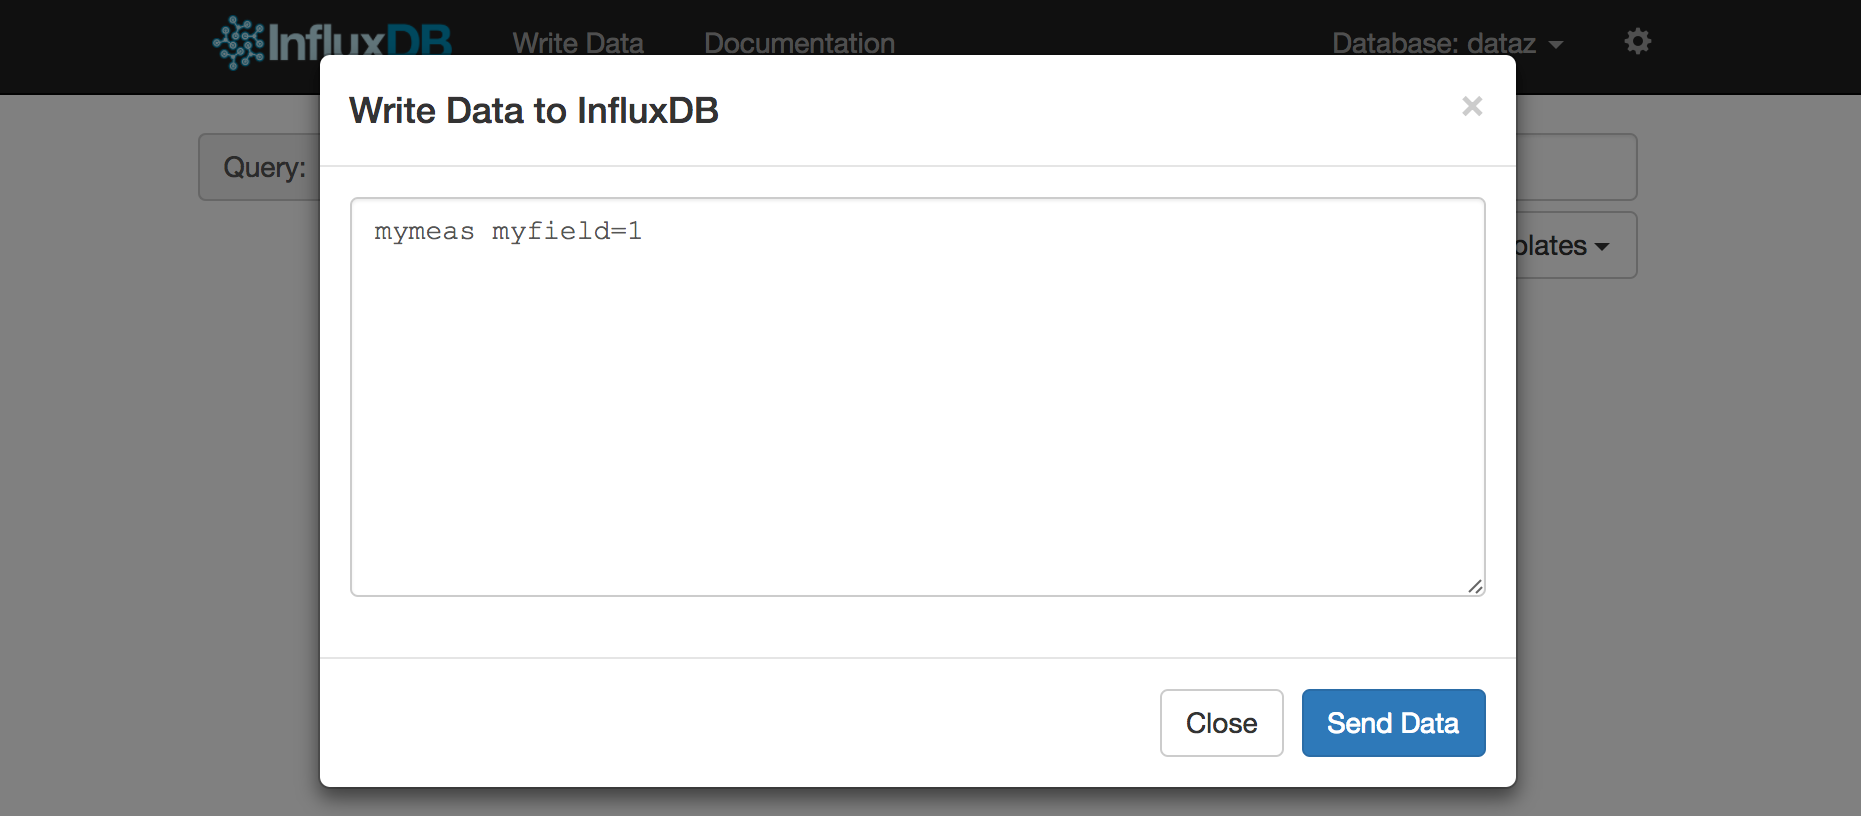 InfluxDB Write Data Documentation Database: dataz
Write Data to InfluxDB ×
Query:
mymeas myfield=1
plates
Close Send Data